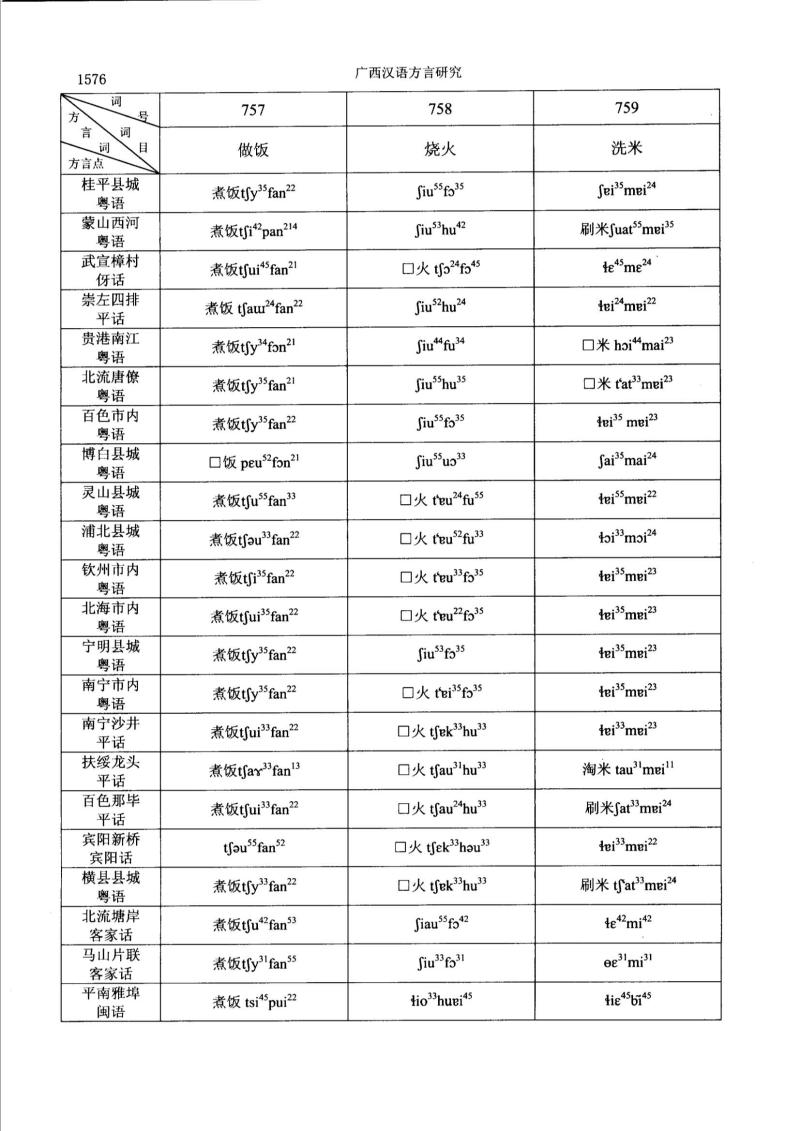 1576
广西汉语方言研究
词 号 757 758 759
方 言 词 词 目
方言点 做饭 烧火 洗米
桂平县城 粤语 煮饭tʃy³⁵fan²² ʃiu⁵⁵fɔ³⁵ ʃɐi³⁵mɐi²⁴
蒙山西河 粤语 煮饭tʃi⁴²pan²¹⁴ ʃiu⁵³hu⁴² 刷米ʃuat⁵⁵mɐi³⁵
武宣樟村 伢话 煮饭tʃui⁴⁵fan²¹ □火 tʃɔ²⁴fɔ⁴⁵ ɬɛ⁴⁵mɛ²⁴
崇左四排 平话 煮饭 tʃaɯ²⁴fan²² ʃiu⁵²hu²⁴ ɬɐi²⁴mɐi²²
贵港南江 粤语 煮饭tʃy³⁴fɔn²¹ ʃiu⁴⁴fu³⁴ □米 hɔi⁴⁴mai²³
北流唐僚 粤语 煮饭tʃy³⁵fan²¹ ʃiu⁵⁵hu³⁵ □米 tʻat³³mɐi²³
百色市内 粤语 煮饭tʃy³⁵fan²² ʃiu⁵⁵fɔ³⁵ ɬɐi³⁵ mɐi²³
博白县城 粤语 □饭 pɛu⁵²fɔn²¹ ʃiu⁵⁵uɔ³³ ʃai³⁵mai²⁴
灵山县城 粤语 煮饭tʃu⁵⁵fan³³ □火 tʻɐu²⁴fu⁵⁵ ɬɐi⁵⁵mɐi²²
浦北县城 粤语 煮饭tʃəu³³fan²² □火 tʻɐu⁵²fu³³ ɬɔi³³mɔi²⁴
钦州市内 粤语 煮饭tʃi³⁵fan²² □火 tʻɐu³³fɔ³⁵ ɬɐi³⁵mɐi²³
北海市内 粤语 煮饭tʃui³⁵fan²² □火 tʻɐu²²fɔ³⁵ ɬɐi³⁵mɐi²³
宁明县城 粤语 煮饭tʃy³⁵fan²² ʃiu⁵³fɔ³⁵ ɬɐi³⁵mɐi²³
南宁市内 粤语 煮饭tʃy³⁵fan²² □火 tʻɐi³⁵fɔ³⁵ ɬɐi³⁵mɐi²³
南宁沙井 平话 煮饭tʃui³³fan²² □火 tʃɐk³³hu³³ ɬɐi³³mɐi²³
扶绥龙头 平话 煮饭tʃaɤ³³fan¹³ □火 tʃau³¹hu³³ 淘米 tau³¹mɐi¹¹
百色那毕 平话 煮饭tʃui³³fan²² □火 tʃau²⁴hu³³ 刷米ʃat³³mɐi²⁴
宾阳新桥 宾阳话 tʃəu⁵⁵fan⁵² □火 tʃɛk³³həu³³ ɬɐi³³mɐi²²
横县县城 粤语 煮饭tʃy³³fan²² □火 tʃɐk³³hu³³ 刷米 tʃʻat³³mɐi²⁴
北流塘岸 客家话 煮饭tʃu⁴²fan⁵³ ʃiau⁵⁵fɔ⁴² ɬɛ⁴²mi⁴²
马山片联 客家话 煮饭tʃy³¹fan⁵⁵ ʃiu³³fɔ³¹ θɛ³¹mi³¹
平南雅埠 闽语 煮饭 tsi⁴⁵pui²² ɬio³³huɐi⁴⁵ ɬiɛ⁴⁵bĩ⁴⁵